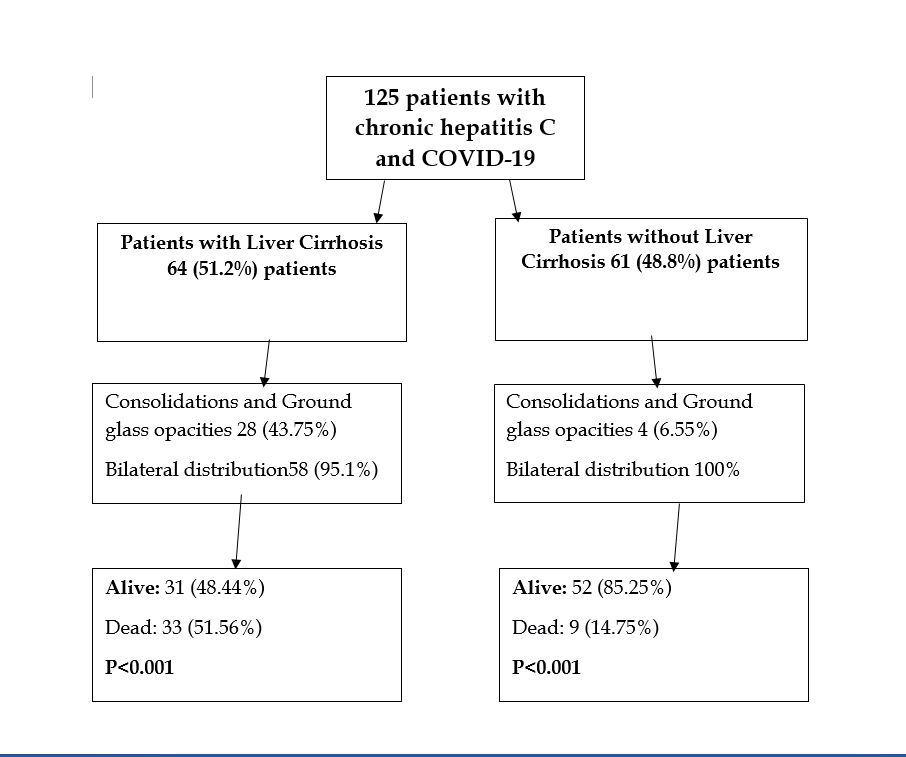 125 patients with
chronic hepatitis C
and COVID-19
Patients with Liver Cirrhosis
64 (51.2%) patients
Patients without Liver
Cirrhosis 61 (48.8%) patients
Consolidations and Ground
glass opacities 28 (43.75%)
Bilateral distribution58 (95.1%)
Consolidations and Ground
glass opacities 4 (6.55%)
Bilateral distribution 100%
Alive: 31 (48.44%)
Dead: 33 (51.56%)
P<0.001
Alive: 52 (85.25%)
Dead: 9 (14.75%)
P<0.001